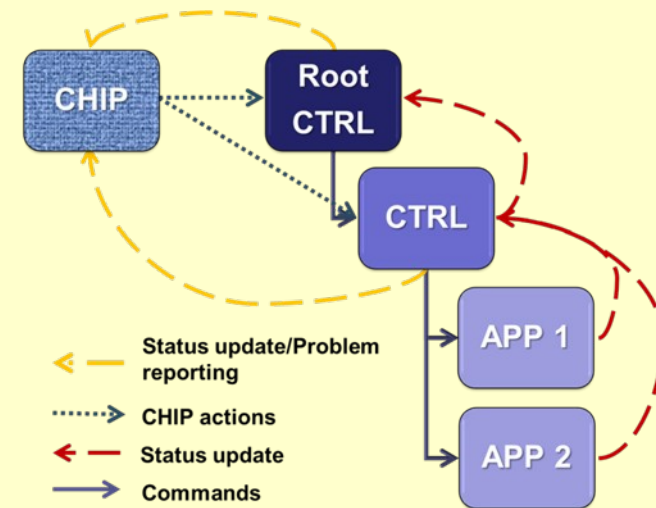 CHIP
Root
CTRL
CTRL
APP 1
APP 2
Status update/Problem
reporting
CHIP actions
Status update
Commands